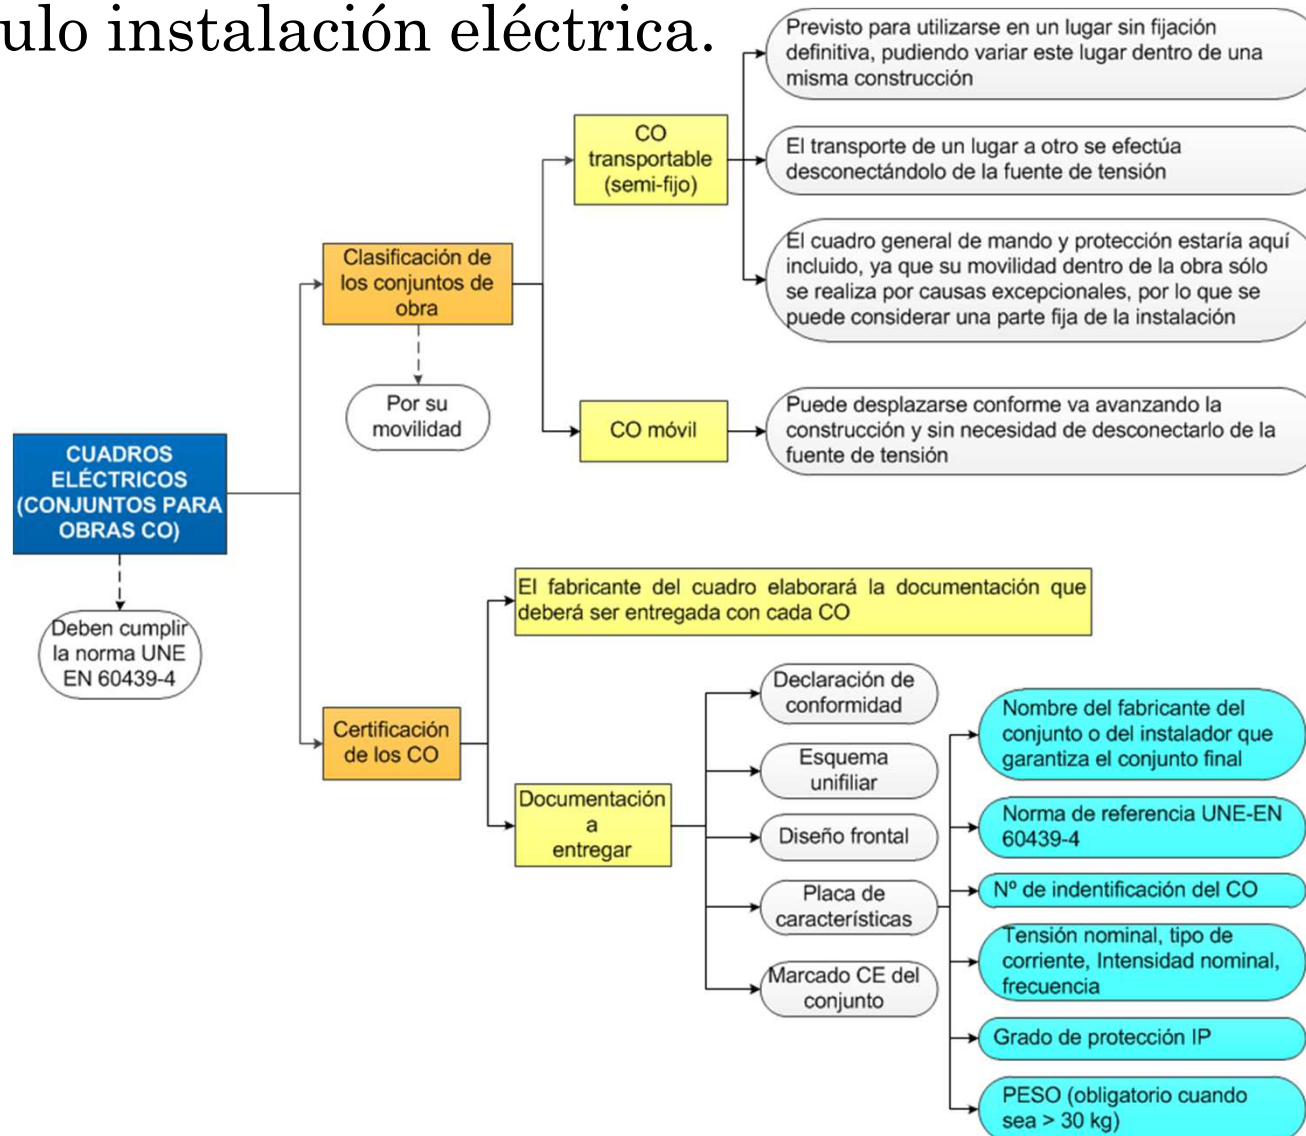 ulo instalación eléctrica.
Previsto para utilizarse en un lugar sin fijación
definitiva, pudiendo variar este lugar dentro de una
misma construcción
CO
transportable
(semi-fijo)
El transporte de un lugar a otro se efectúa
desconectándolo de la fuente de tensión
El cuadro general de mando y protección estaría aquí
incluido, ya que su movilidad dentro de la obra sólo
se realiza por causas excepcionales, por lo que se
puede considerar una parte fija de la instalación
Clasificación de
los conjuntos de
obra
Por su
movilidad
CO móvil
Puede desplazarse conforme va avanzando la
construcción y sin necesidad de desconectarlo de la
fuente de tensión
CUADROS
ELÉCTRICOS
(CONJUNTOS PARA
OBRAS CO)
Deben cumplir
la norma UNE
EN 60439-4
El fabricante del cuadro elaborará la documentación que
deberá ser entregada con cada CO
Certificación
de los CO
Documentación
a
entregar
Declaración de
conformidad
Esquema
unifiliar
Diseño frontal
Placa de
características
Marcado CE del
conjunto
Nombre del fabricante del
conjunto o del instalador que
garantiza el conjunto final
Norma de referencia UNE-EN
60439-4
Nº de indentificación del CO
Tensión nominal, tipo de
corriente, Intensidad nominal,
frecuencia
Grado de protección IP
PESO (obligatorio cuando
sea > 30 kg)